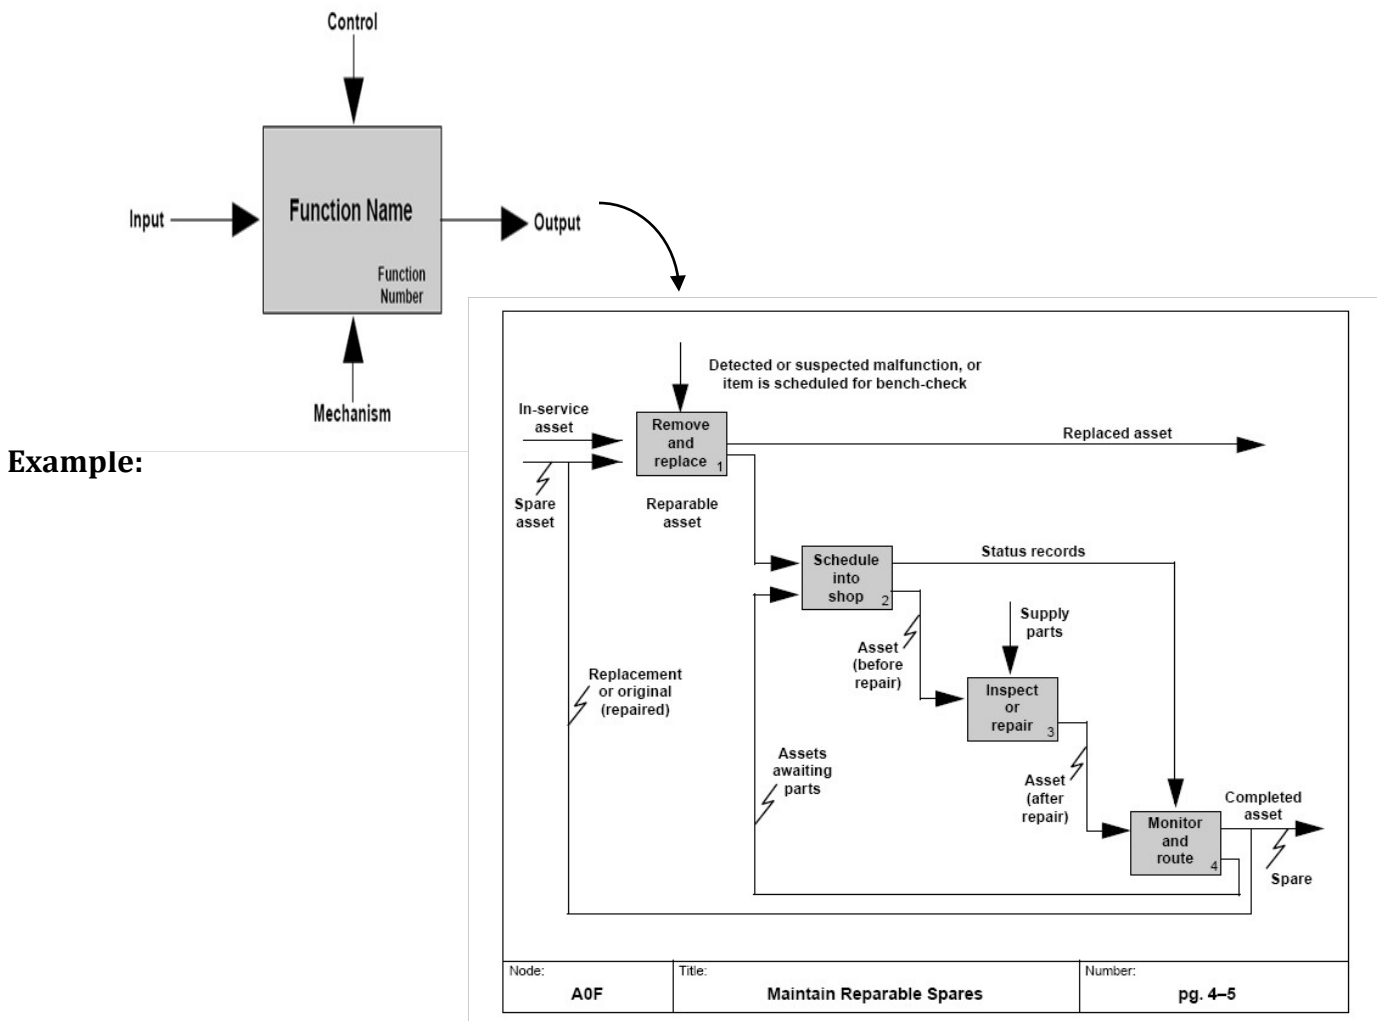 Control
Function Name
Input
Output
Function
Number
Mechanism
Example:
Detected or suspected malfunction, or
item is scheduled for bench-check
In-service
asset
Remove
and
replace
1
Replaced asset
Spare
asset
Reparable
asset
Schedule
into
shop
2
Status records
Supply
parts
Asset
(before
repair)
Replacement
or original
(repaired)
Inspect
or
repair
3
Assets
awaiting
parts
Asset
(after
repair)
Completed
asset
Monitor
and
route
4
Spare
Node:
A0F
Title:
Maintain Reparable Spares
Number:
pg. 4–5